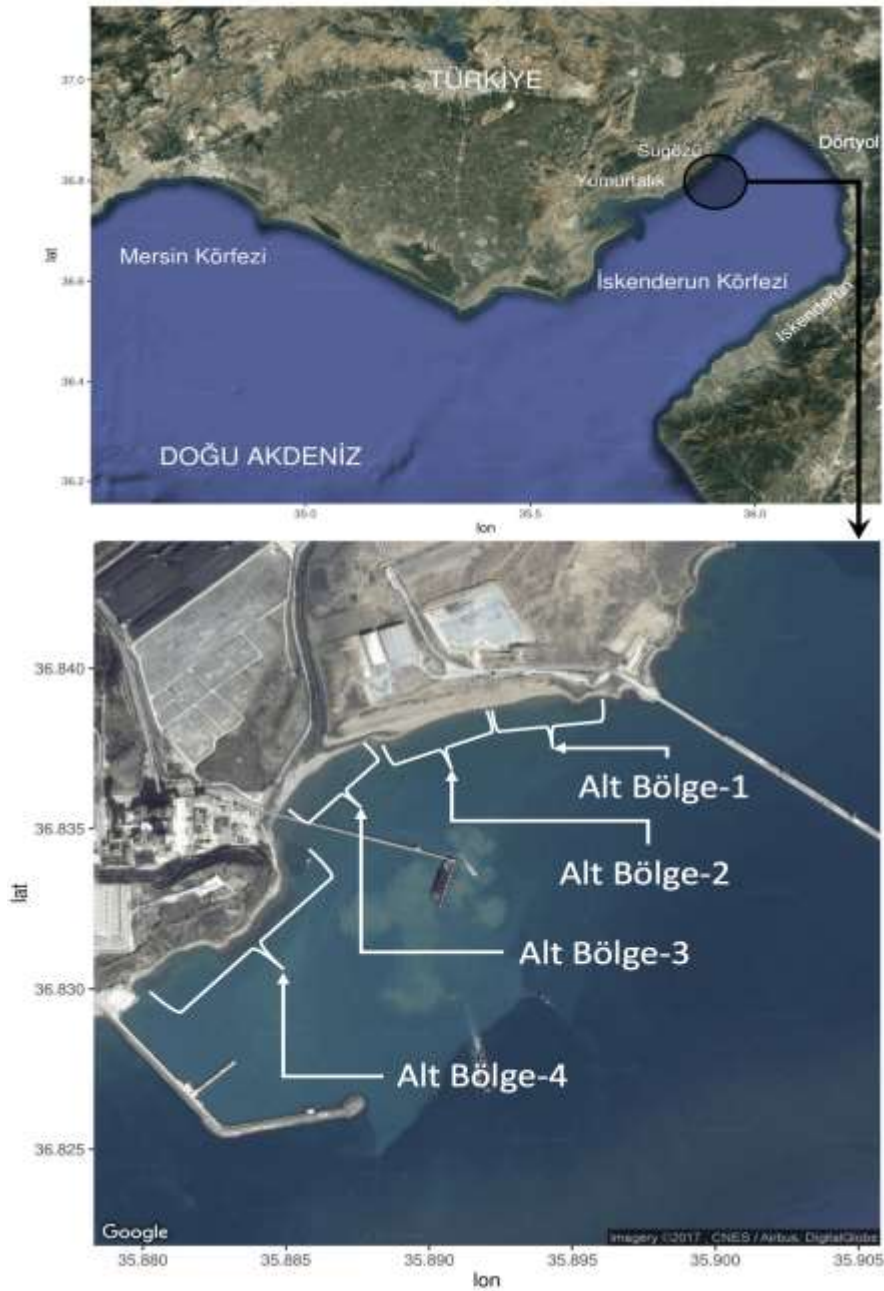 37.0
TÜRKİYE
Dörtyol
Sugözü
36.8
Yumurtalık
lat
Mersin Körfezi
İskenderun Körfezi
36.6
İskenderun
36.4
DOĞU AKDENİZ
36.2
35.0
35.5
36.0
lon
36.840
Alt Bölge-1
36.835
Alt Bölge-2
lat
Alt Bölge-3
36.830
Alt Bölge-4
36.825
Google
Imagery ©2017 , CNES / Airbus, DigitalGlobe
35.880
35.885
35.890
35.895
35.900
35.905
lon